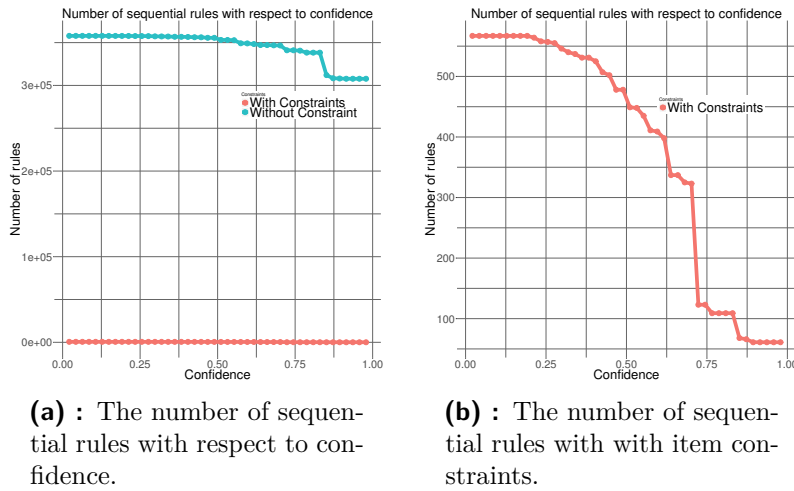 Number of sequential rules with respect to confidence
3e+05
2e+05
1e+05
0e+00
Number of rules
Constraints
With Constraints
Without Constraint
0.00 0.25 0.50 0.75 1.00
Confidence
(a) : The number of sequen-
tial rules with respect to con-
fidence.
Number of sequential rules with respect to confidence
500
400
300
200
100
Number of rules
Constraints
With Constraints
0.00 0.25 0.50 0.75 1.00
Confidence
(b) : The number of sequen-
tial rules with with item con-
straints.